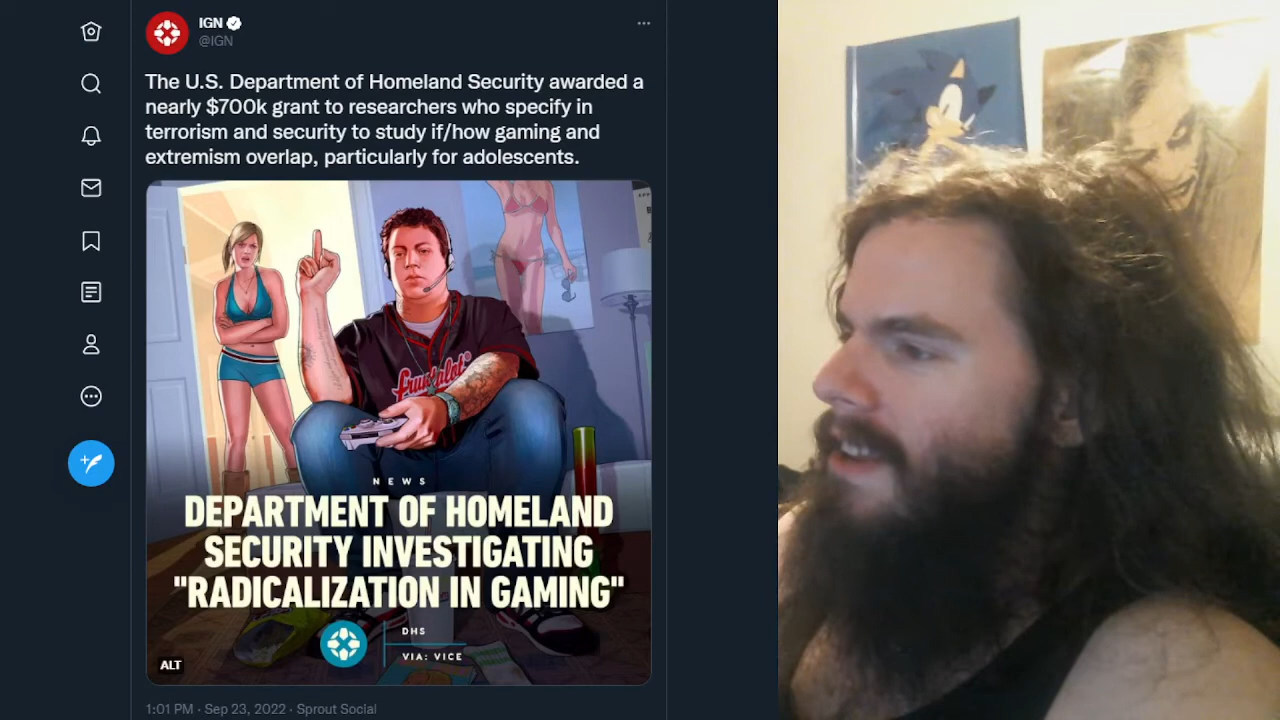 IGN
@IGN
The U.S. Department of Homeland Security awarded a
nearly $700k grant to researchers who specify in
terrorism and security to study if/how gaming and
extremism overlap, particularly for adolescents.
NEWS
DEPARTMENT OF HOMELAND
SECURITY INVESTIGATING
"RADICALIZATION IN GAMING"
DHS
VIA: VICE
ALT
1:01 PM · Sep 23, 2022 · Sprout Social